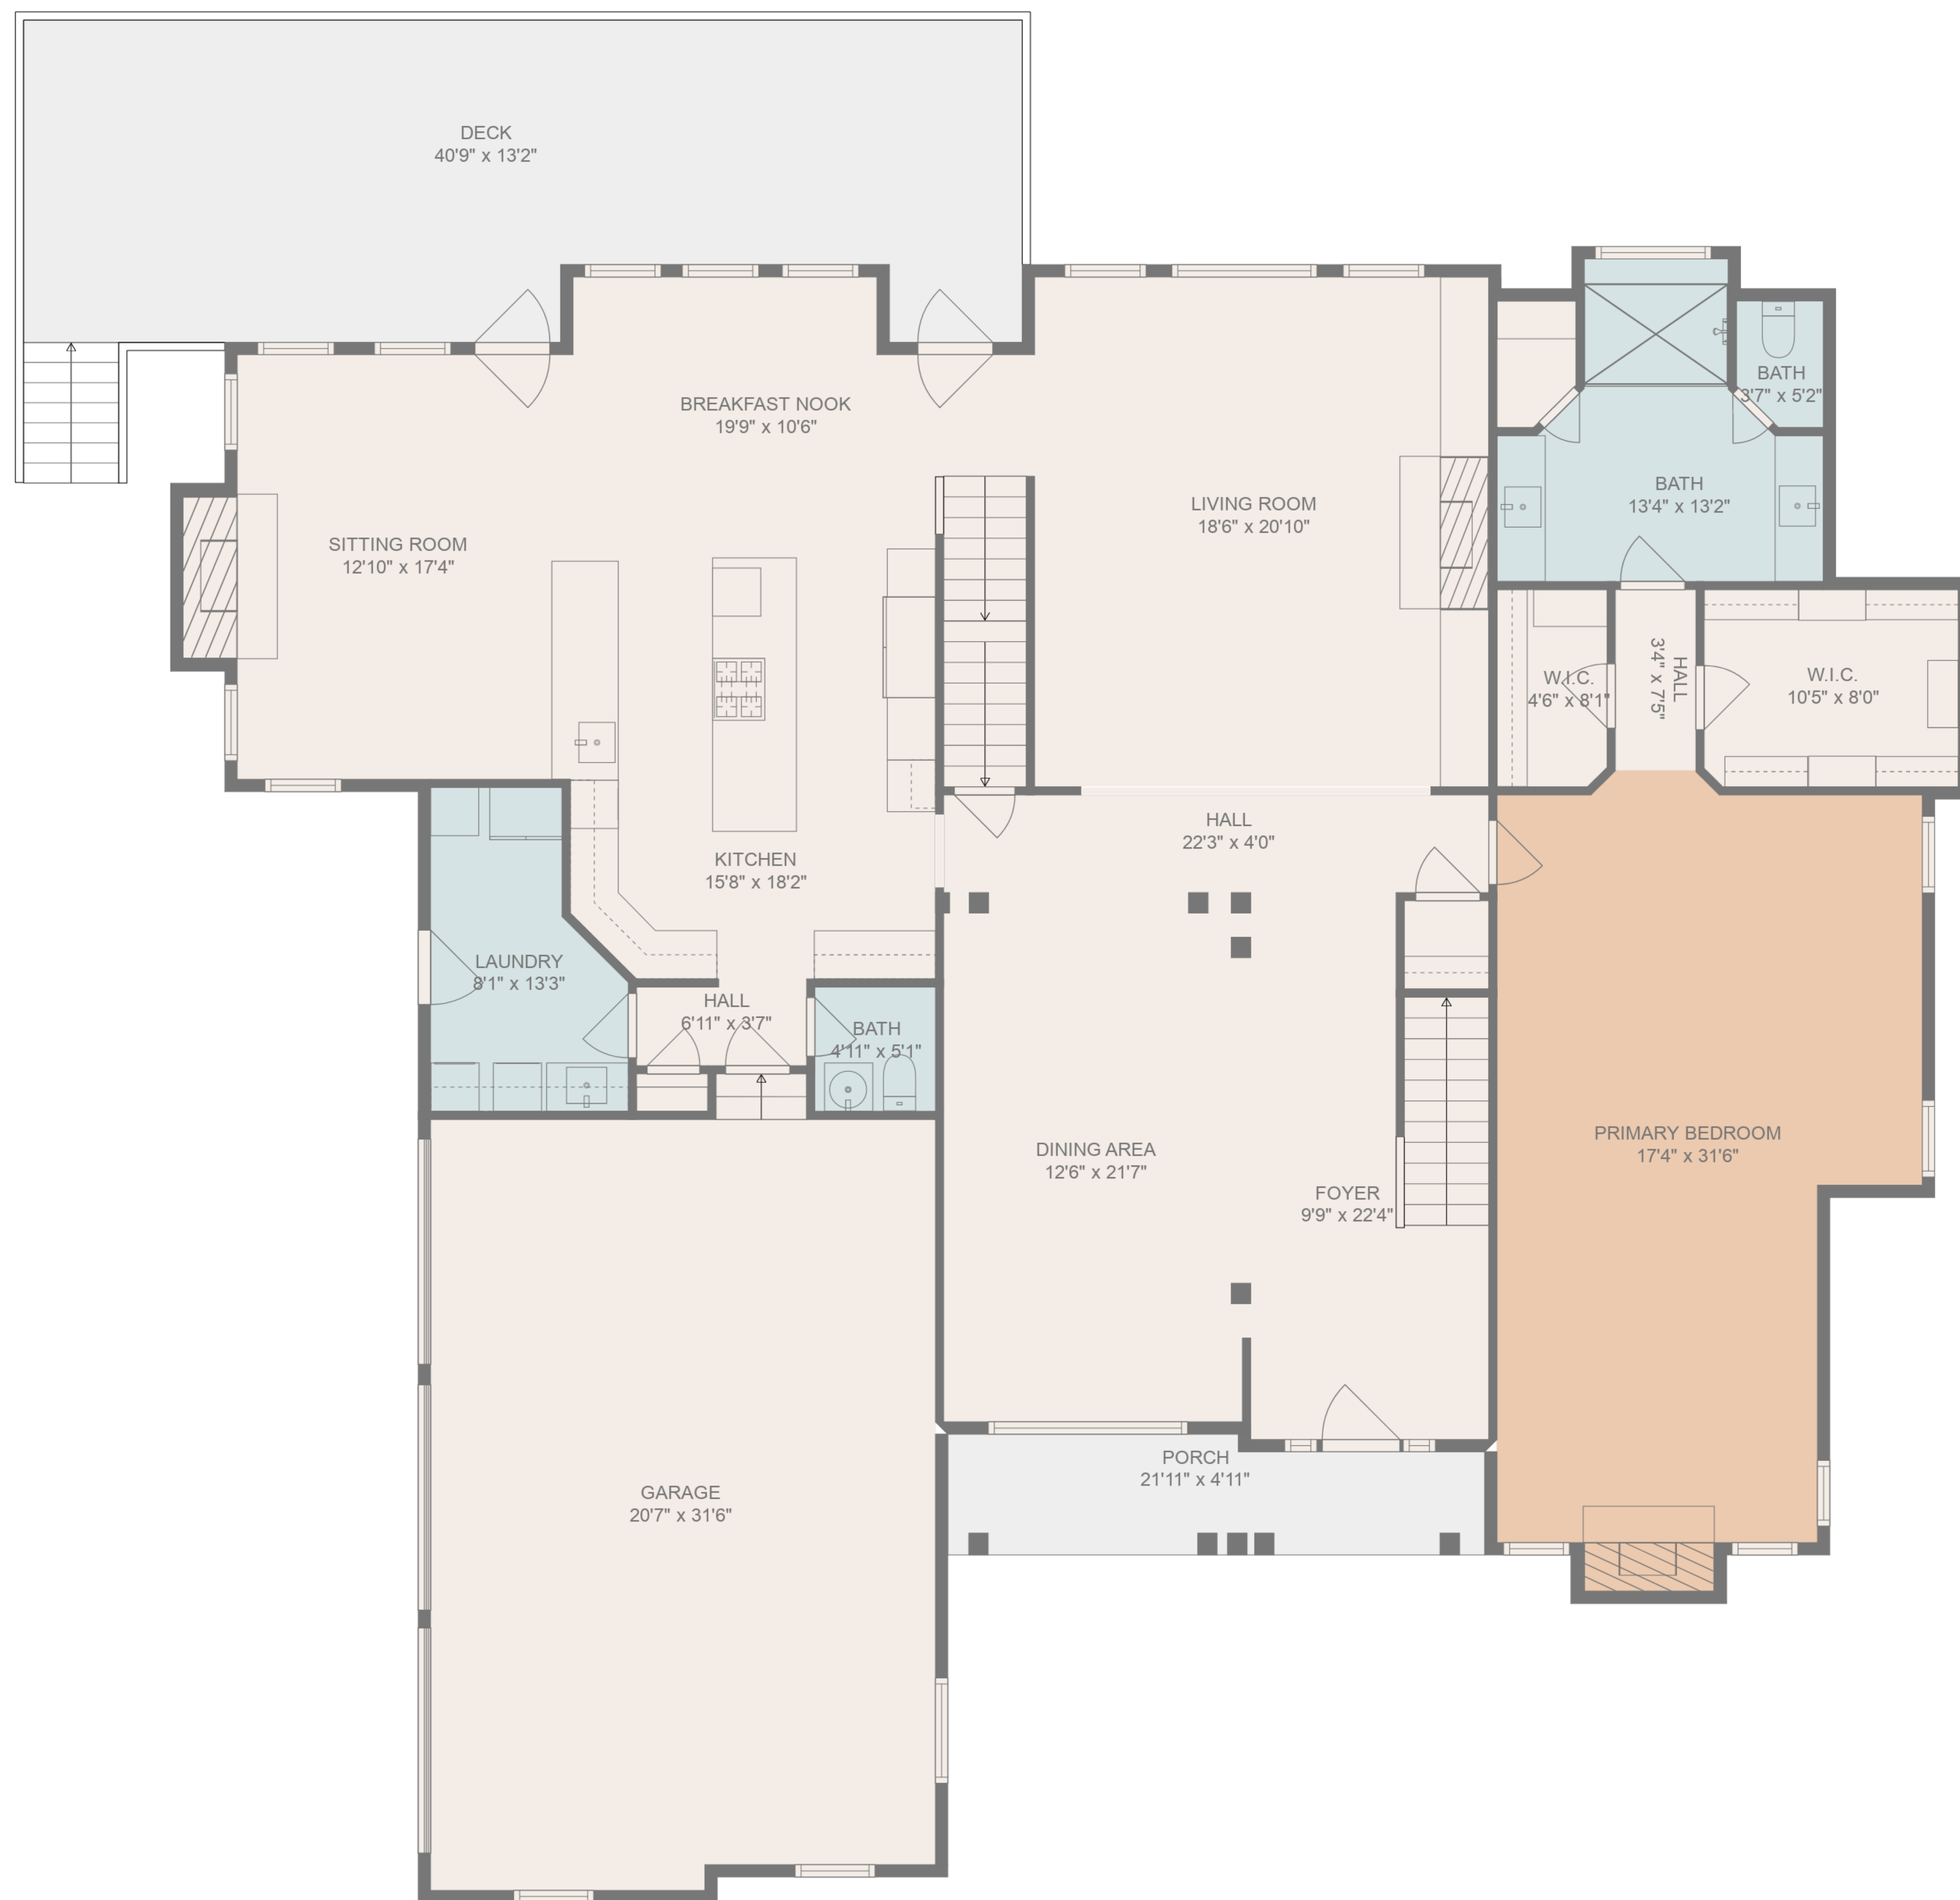 DECK
40'9" x 13'2"
BREAKFAST NOOK
19'9" x 10'6"
BATH
3'7" x 5'2"
SITTING ROOM
12'10" x 17'4"
LIVING ROOM
18'6" x 20'10"
BATH
13'4" x 13'2"
W.I.C.
4'6" x 8'1"
HALL
3'4" x 7'5"
W.I.C.
10'5" x 8'0"
HALL
22'3" x 4'0"
KITCHEN
15'8" x 18'2"
LAUNDRY
8'1" x 13'3"
HALL
6'11" x 3'7"
BATH
4'11" x 5'1"
DINING AREA
12'6" x 21'7"
FOYER
9'9" x 22'4"
PRIMARY BEDROOM
17'4" x 31'6"
PORCH
21'11" x 4'11"
GARAGE
20'7" x 31'6"